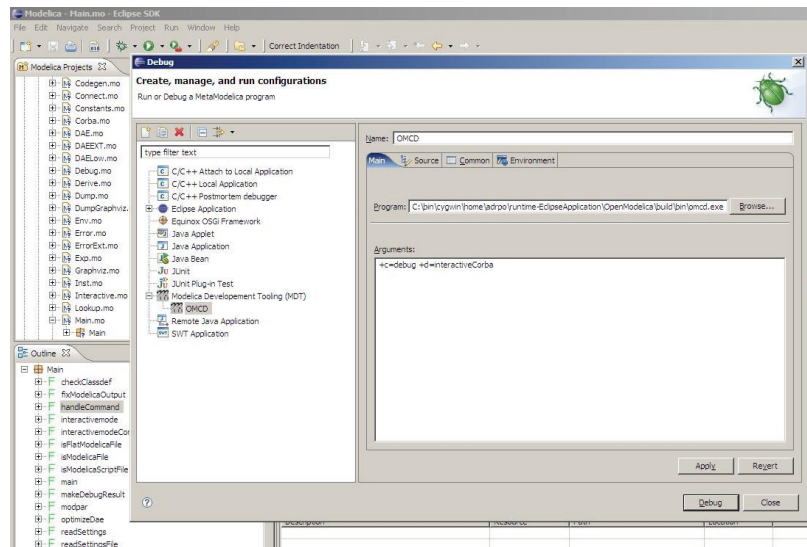 Modelica - Main.mo - Eclipse SDK
File Edit Navigate Search Project Run Window Help
Correct Indentation
Modelica Projects
Codegen.mo
Connect.mo
Constants.mo
Corba.mo
DAE.mo
DAEEXT.mo
DAELow.mo
Debug.mo
Derive.mo
Dump.mo
DumpGraphviz.
Env.mo
Error.mo
ErrorExt.mo
Exp.mo
Graphviz.mo
Inst.mo
Interactive.mo
Lookup.mo
Main.mo
Main
Outline
Main
checkClassdef
fixModelicaOutput
handleCommand
interactivemode
interactivemodeCor
isFlatModelicaFile
isModelicaFile
isModelicaScriptFile
main
makeDebugResult
modpar
optimizeDae
readSettings
readSettingsFile
Debug
Create, manage, and run configurations
Run or Debug a MetaModelica program
type filter text
C/C++ Attach to Local Application
C/C++ Local Application
C/C++ Postmortem debugger
Eclipse Application
Equinox OSGi Framework
Java Applet
Java Application
Java Bean
JUnit
JUnit Plug-in Test
Modelica Developement Tooling (MDT)
OMCD
Remote Java Application
SWT Application
Name: OMCD
Main Source Common Environment
Program: C:\bin\cygwin\home\adrpo\runtime-EclipseApplication\OpenModelica\build\bin\omcd.exe Browse...
Arguments:
+c=debug +d=interactiveCorba
Apply Revert
Debug Close
Description Resource Path Location